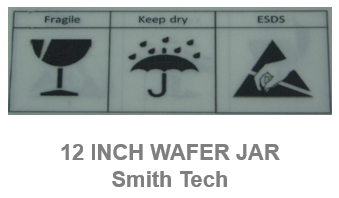 Fragile Keep dry ESDS
12 INCH WAFER JAR
Smith Tech